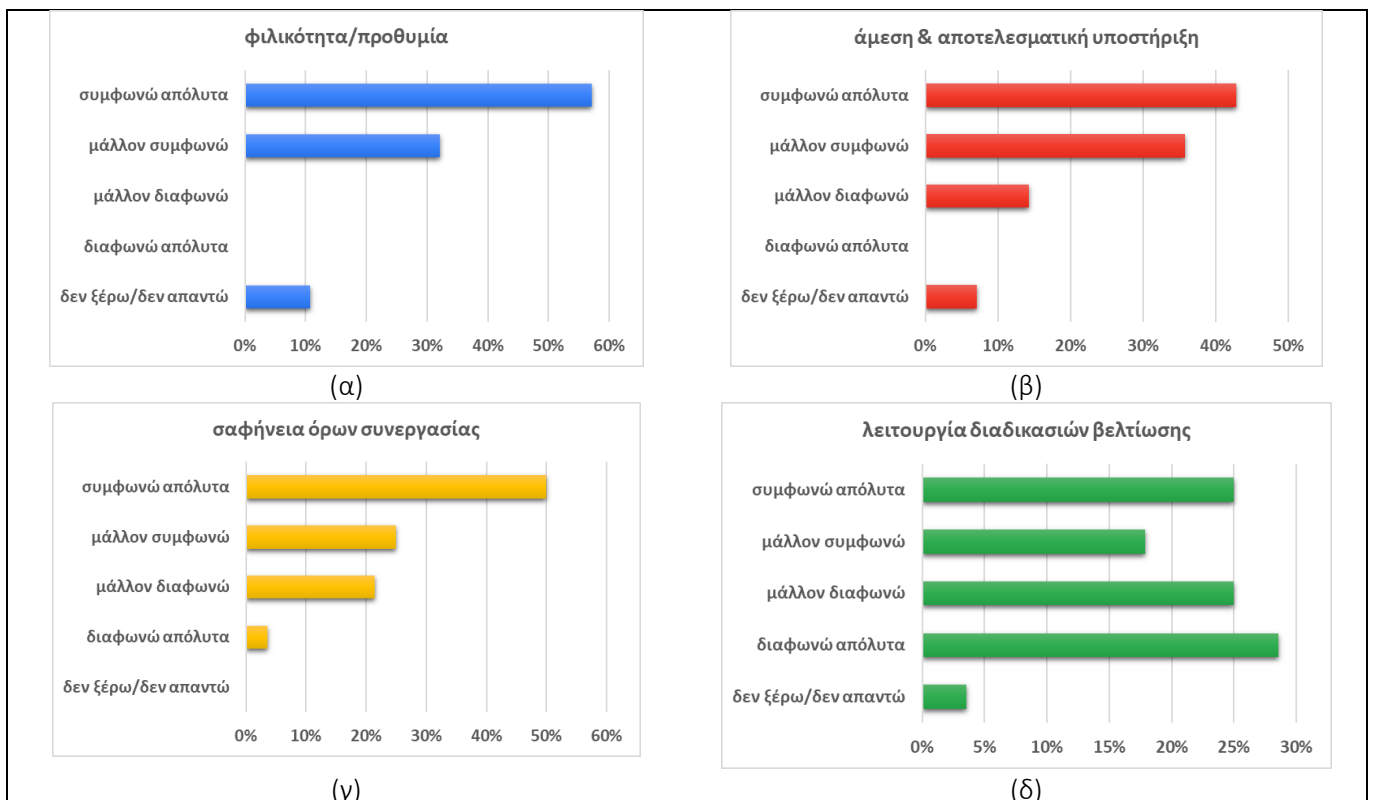 φιλικότητα/προθυμία
συμφωνώ απόλυτα
μάλλον συμφωνώ
μάλλον διαφωνώ
διαφωνώ απόλυτα
δεν ξέρω/δεν απαντώ
0% 10% 20% 30% 40% 50% 60%
(α)
άμεση & αποτελεσματική υποστήριξη
συμφωνώ απόλυτα
μάλλον συμφωνώ
μάλλον διαφωνώ
διαφωνώ απόλυτα
δεν ξέρω/δεν απαντώ
0% 10% 20% 30% 40% 50%
(β)
σαφήνεια όρων συνεργασίας
συμφωνώ απόλυτα
μάλλον συμφωνώ
μάλλον διαφωνώ
διαφωνώ απόλυτα
δεν ξέρω/δεν απαντώ
0% 10% 20% 30% 40% 50% 60%
(γ)
λειτουργία διαδικασιών βελτίωσης
συμφωνώ απόλυτα
μάλλον συμφωνώ
μάλλον διαφωνώ
διαφωνώ απόλυτα
δεν ξέρω/δεν απαντώ
0% 5% 10% 15% 20% 25% 30%
(δ)